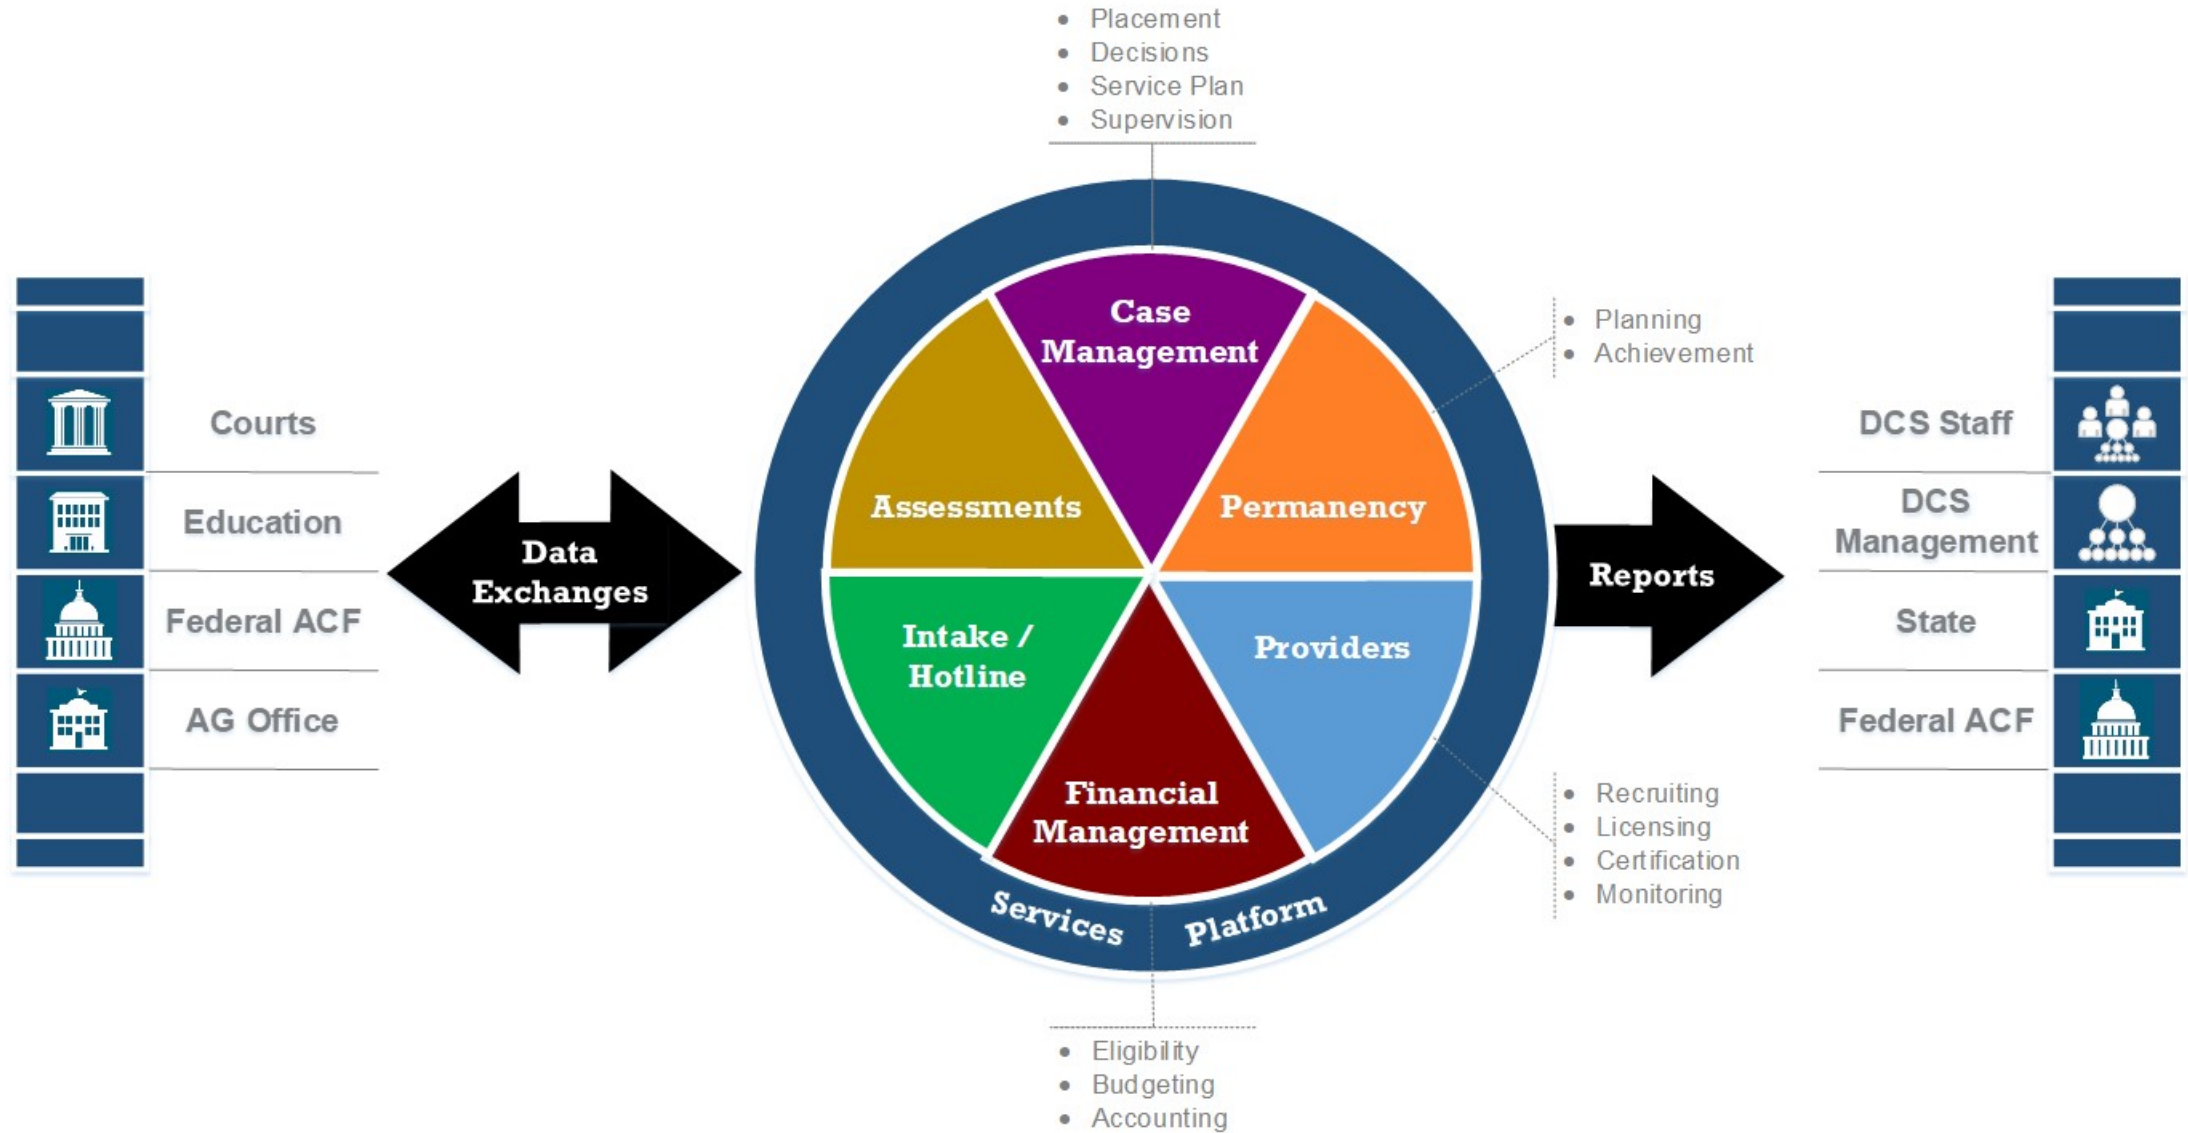 • Placement
• Decisions
• Service Plan
• Supervision
Courts
Education
Federal ACF
AG Office
Data
Exchanges
Case
Management
Assessments
Permanency
Intake /
Hotline
Providers
Financial
Management
Services Platform
• Planning
• Achievement
Reports
• Recruiting
• Licensing
• Certification
• Monitoring
DCS Staff
DCS
Management
State
Federal ACF
• Eligibility
• Budgeting
• Accounting